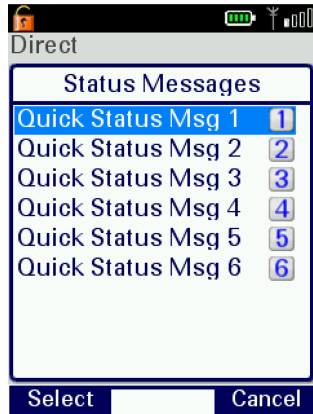 Direct
Status Messages
Quick Status Msg 1 1
Quick Status Msg 2 2
Quick Status Msg 3 3
Quick Status Msg 4 4
Quick Status Msg 5 5
Quick Status Msg 6 6
Select Cancel